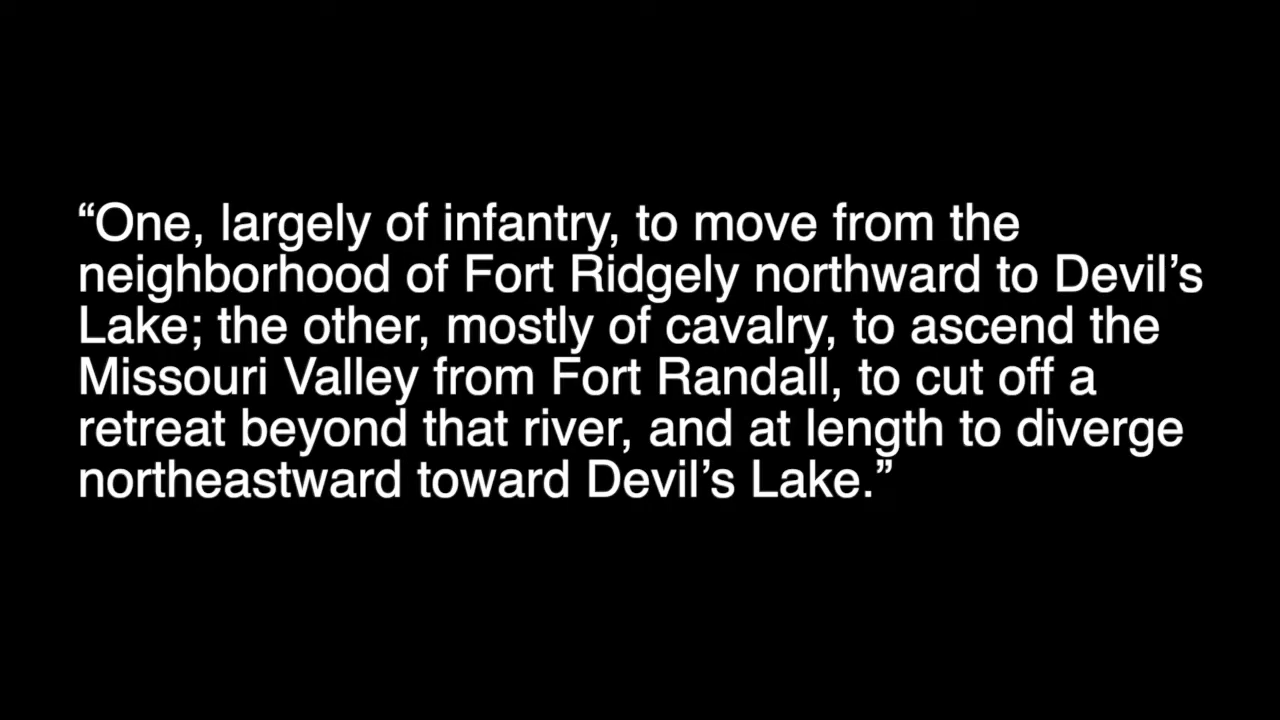 “One, largely of infantry, to move from the
neighborhood of Fort Ridgely northward to Devil’s
Lake; the other, mostly of cavalry, to ascend the
Missouri Valley from Fort Randall, to cut off a
retreat beyond that river, and at length to diverge
northeastward toward Devil’s Lake.”